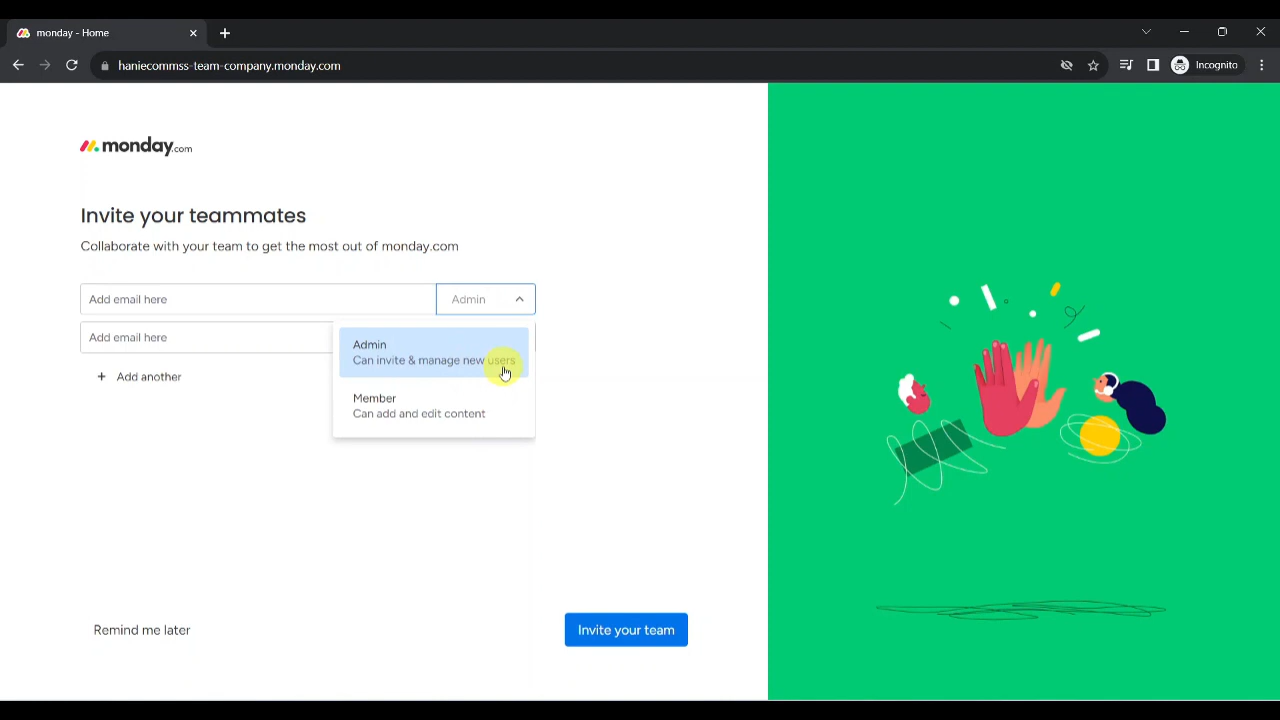 monday - Home
haniecommss-team-company.monday.com
Incognito
monday.com
Invite your teammates
Collaborate with your team to get the most out of monday.com
Add email here
Admin
Add email here
Admin
Can invite & manage new users
+ Add another
Member
Can add and edit content
Remind me later
Invite your team